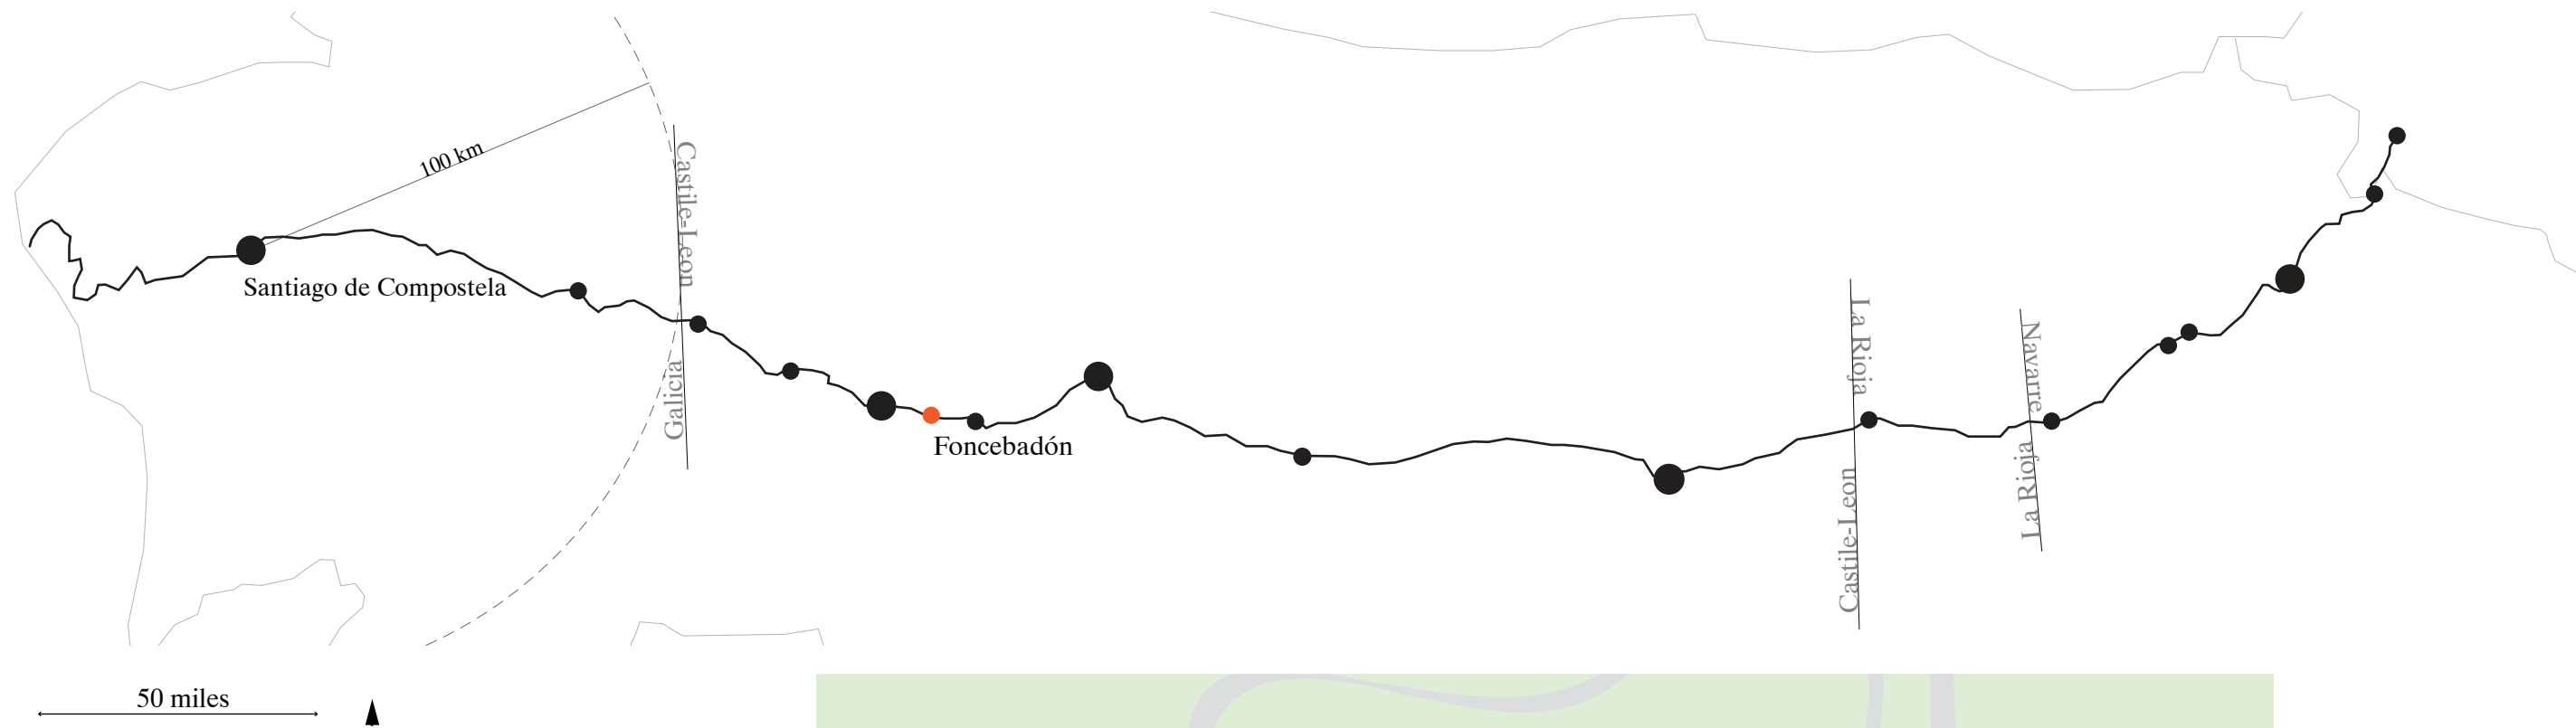 100 km
Castile-Leon
Santiago de Compostela
La Rioja
Navarre
Galicia
Foncebadón
La Rioja
Castile-Leon
50 miles